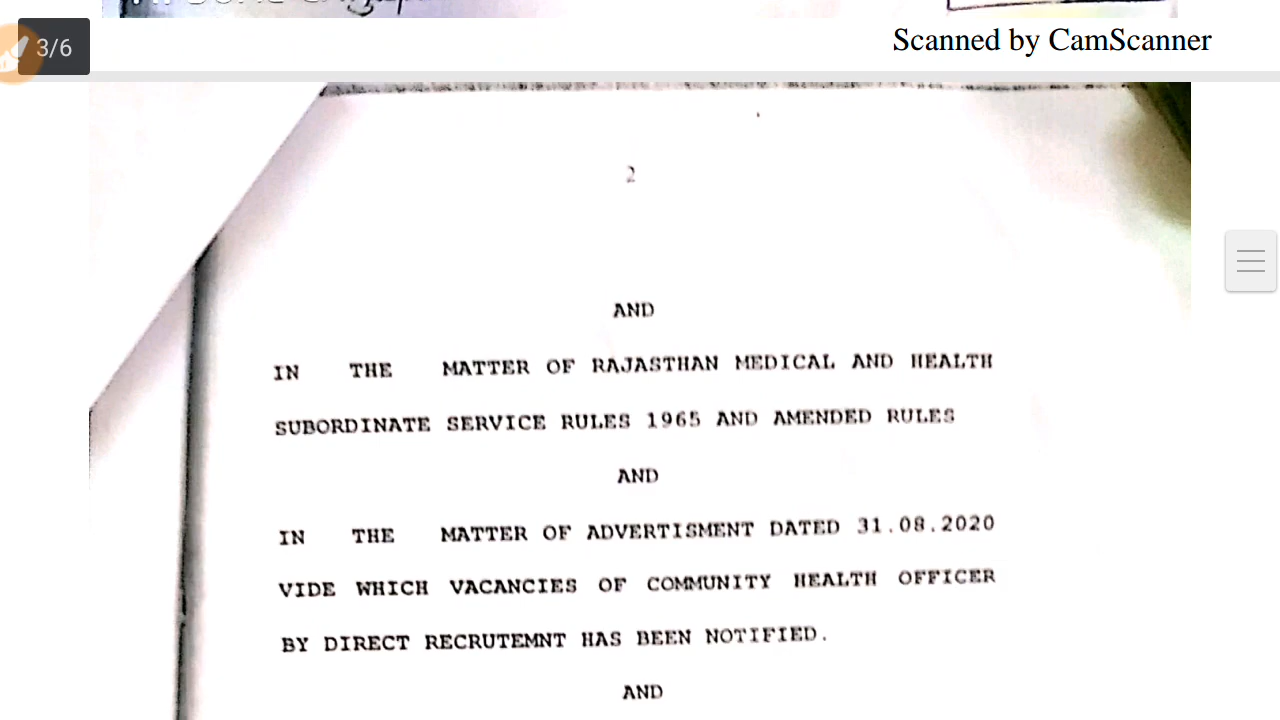 3/6
Scanned by CamScanner
2
AND
IN THE MATTER OF RAJASTHAN MEDICAL AND HEALTH
SUBORDINATE SERVICE RULES 1965 AND AMENDED RULES
AND
IN THE MATTER OF ADVERTISMENT DATED 31.08.2020
VIDE WHICH VACANCIES OF COMMUNITY HEALTH OFFICER
BY DIRECT RECRUTEMNT HAS BEEN NOTIFIED.
AND